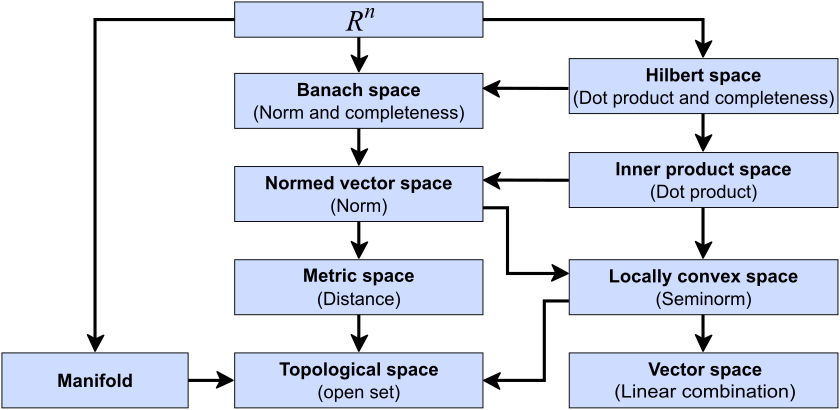 Rⁿ
Banach space
(Norm and completeness)
Hilbert space
(Dot product and completeness)
Normed vector space
(Norm)
Inner product space
(Dot product)
Metric space
(Distance)
Locally convex space
(Seminorm)
Manifold
Topological space
(open set)
Vector space
(Linear combination)